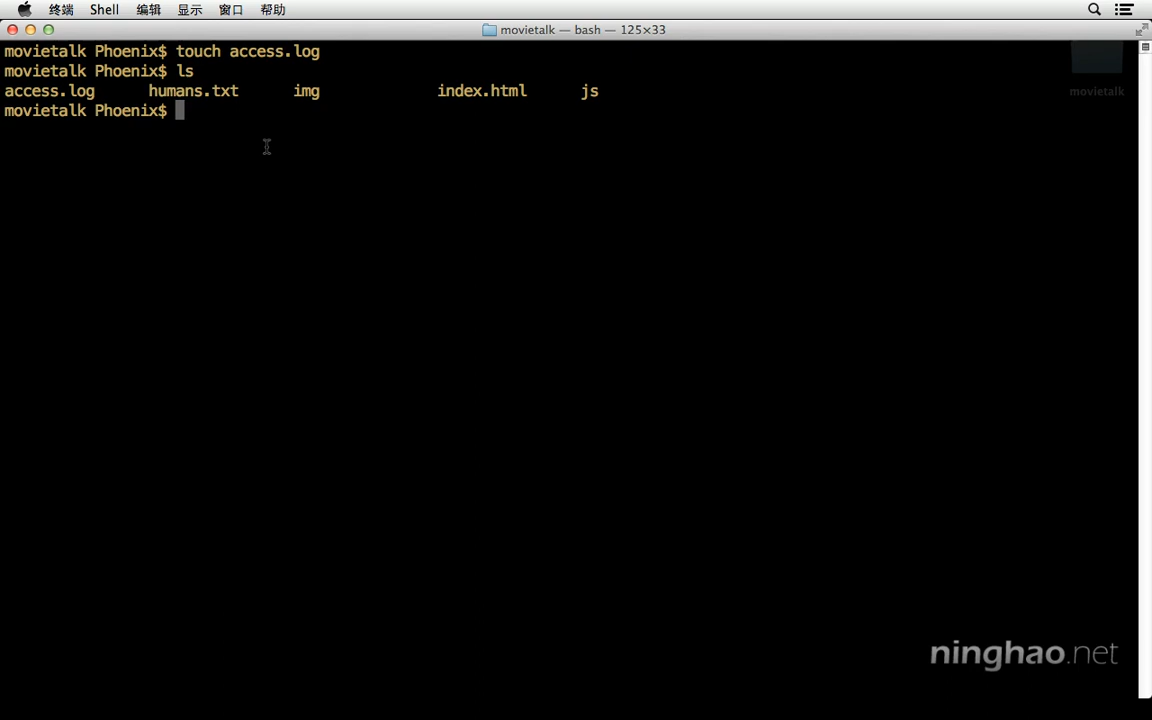 终端 Shell 编辑 显示 窗口 帮助
movietalk — bash — 125×33
movietalk Phoenix$ touch access.log
movietalk Phoenix$ ls
access.log humans.txt img index.html js
movietalk Phoenix$
movietalk
ninghao.net